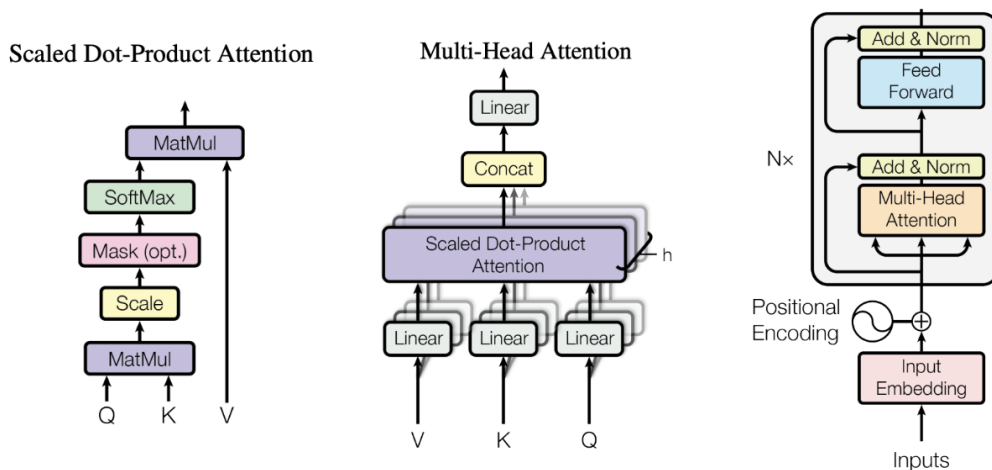 Scaled Dot-Product Attention
MatMul
SoftMax
Mask (opt.)
Scale
MatMul
Q K V
Multi-Head Attention
Linear
Concat
Scaled Dot-Product
Attention
h
Linear Linear Linear
V K Q
Add & Norm
Feed
Forward
N×
Add & Norm
Multi-Head
Attention
Positional
Encoding
Input
Embedding
Inputs